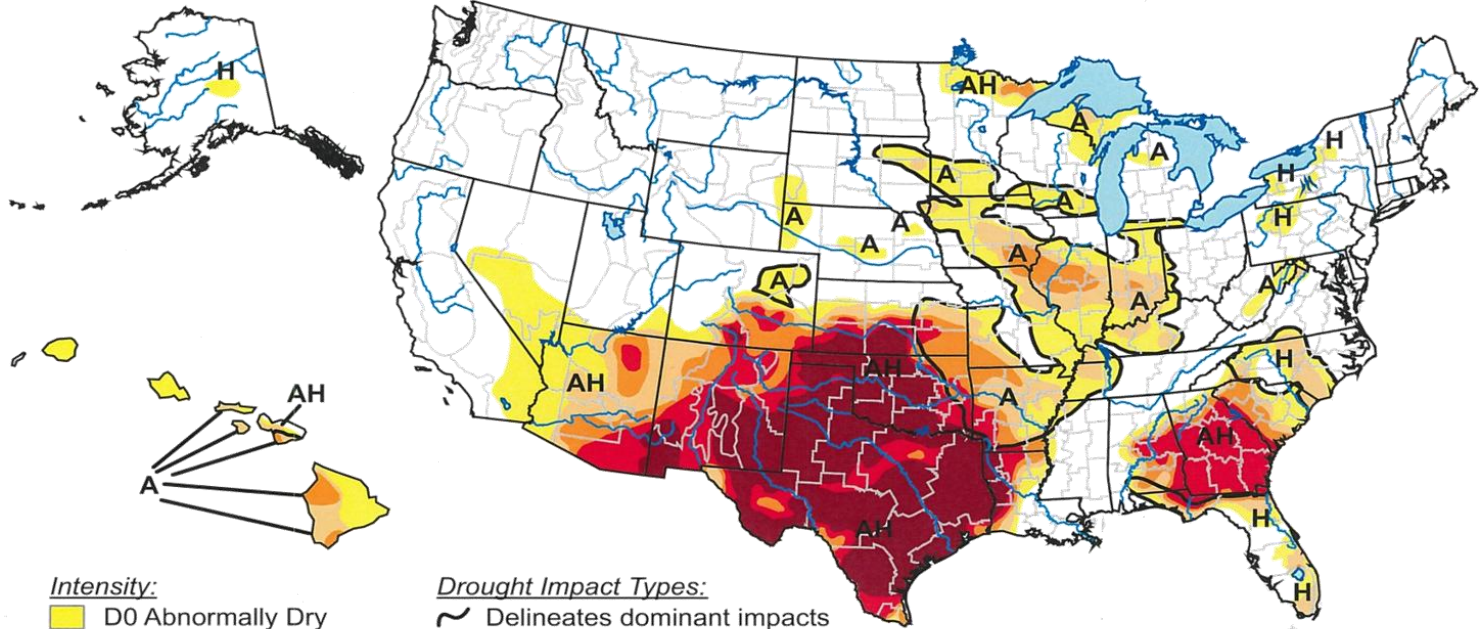 H
AH
A
A
H
H
A
A
H
A
A
A
A
A
A
A
A
H
AH
AH
AH
A
AH
A
AH
H
H
Intensity:
Drought Impact Types:
D0 Abnormally Dry
Delineates dominant impacts